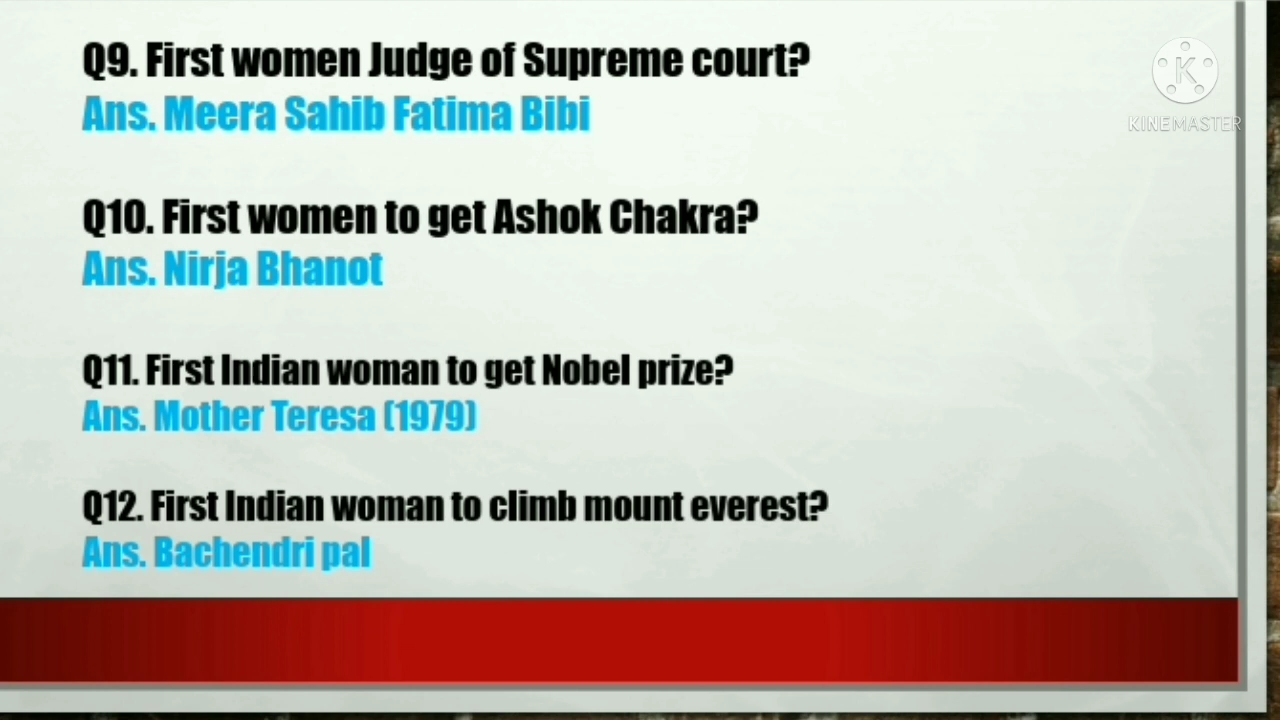 Q9. First women Judge of Supreme court?
Ans. Meera Sahib Fatima Bibi
Q10. First women to get Ashok Chakra?
Ans. Nirja Bhanot
Q11. First Indian woman to get Nobel prize?
Ans. Mother Teresa (1979)
Q12. First Indian woman to climb mount everest?
Ans. Bachendri pal
K
KINEMASTER